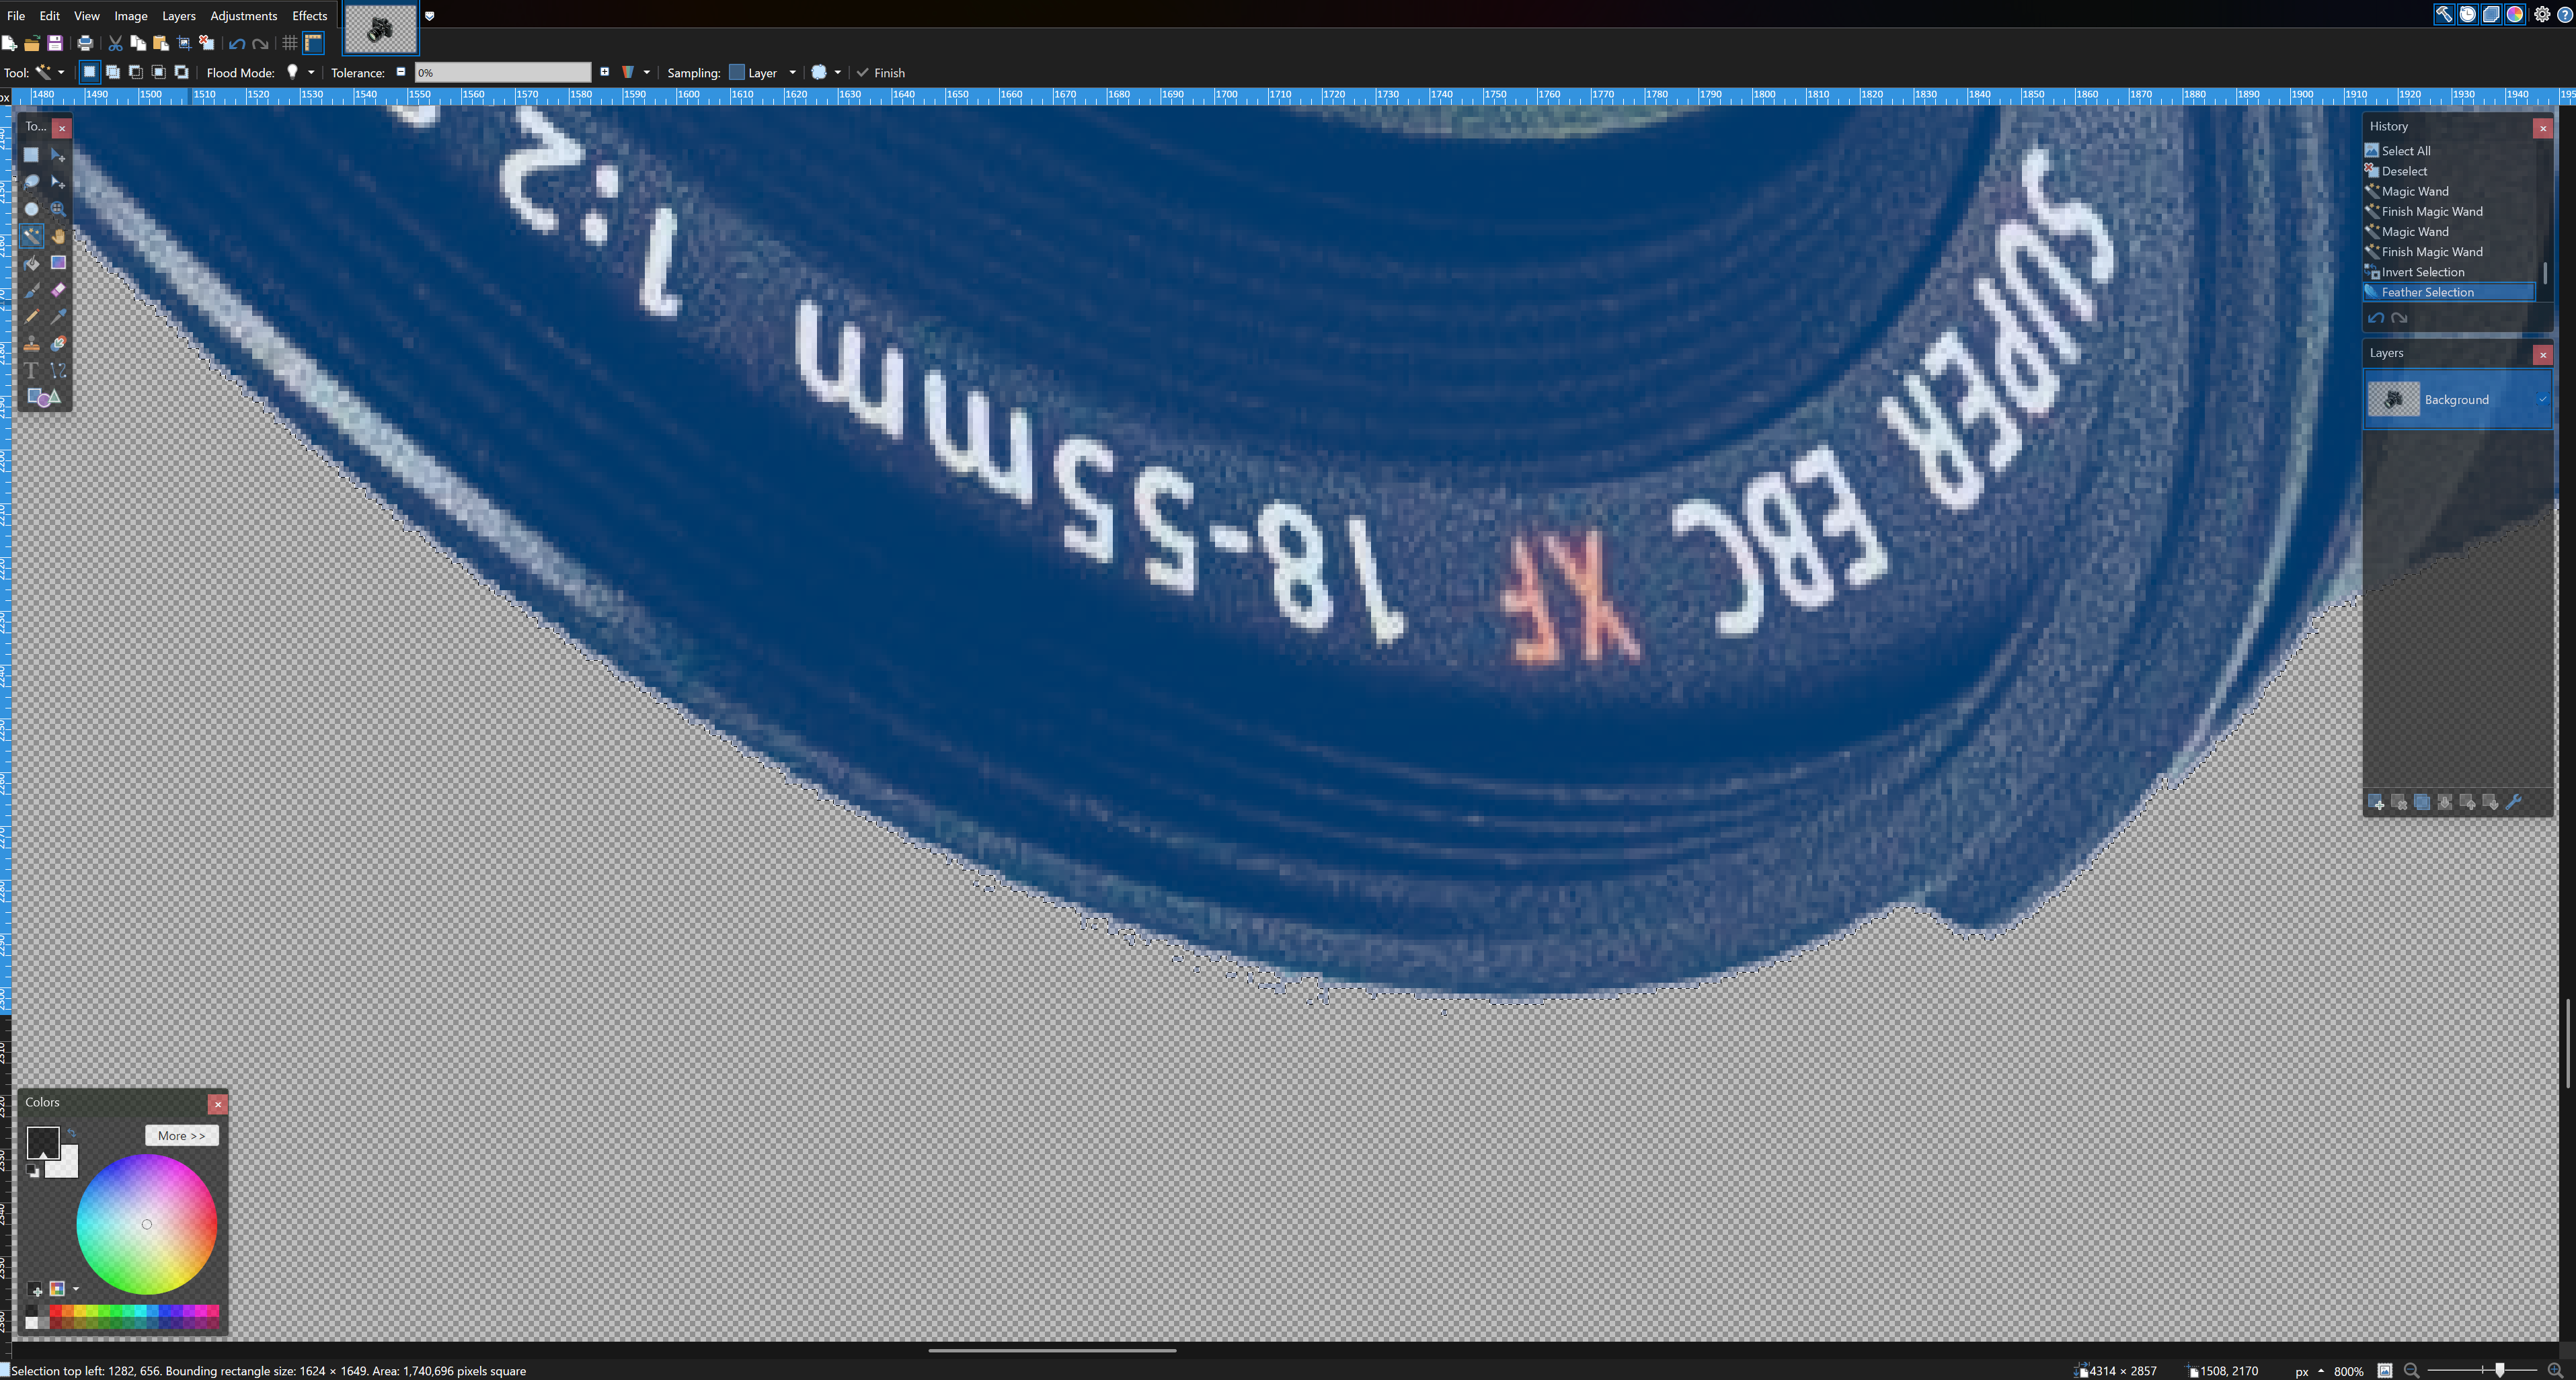 File Edit View Image Layers Adjustments Effects
Tool: Flood Mode: Tolerance: 0% Sampling: Layer Finish
px 1480 1490 1500 1510 1520 1530 1540 1550 1560 1570 1580 1590 1600 1610 1620 1630 1640 1650 1660 1670 1680 1690 1700 1710 1720 1730 1740 1750 1760 1770 1780 1790 1800 1810 1820 1830 1840 1850 1860 1870 1880 1890 1900 1910 1920 1930 1940 195
To...
History
Select All
Deselect
Magic Wand
Finish Magic Wand
Magic Wand
Finish Magic Wand
Invert Selection
Feather Selection
Layers
Background
SUPER EBC XF 18-55mm 1:2
Colors
More >>
Selection top left: 1282, 656. Bounding rectangle size: 1624 × 1649. Area: 1,740,696 pixels square
4314 × 2857 1508, 2170 px 800%